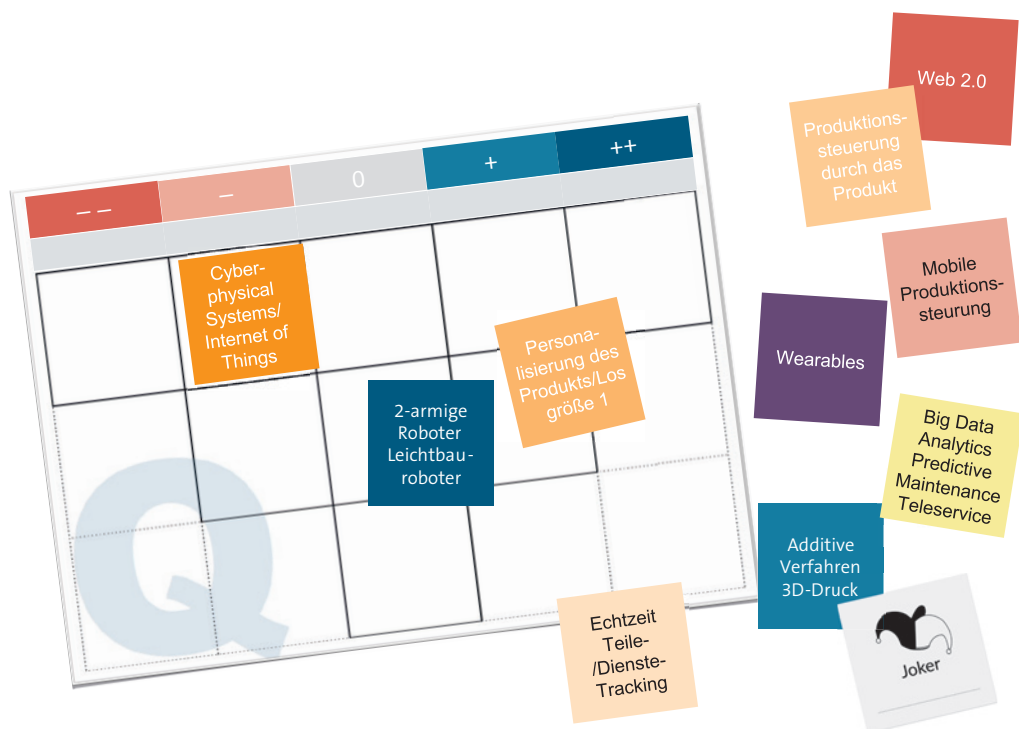 – –
–
0
+
++
Q
Cyber-
physical
Systems/
Internet of
Things
2-armige
Roboter
Leichtbau-
roboter
Persona-
lisierung des
Produkts/Los
größe 1
Web 2.0
Produktions-
steuerung
durch das
Produkt
Mobile
Produktions-
steurung
Wearables
Big Data
Analytics
Predictive
Maintenance
Teleservice
Additive
Verfahren
3D-Druck
Echtzeit
Teile-
/Dienste-
Tracking
Joker